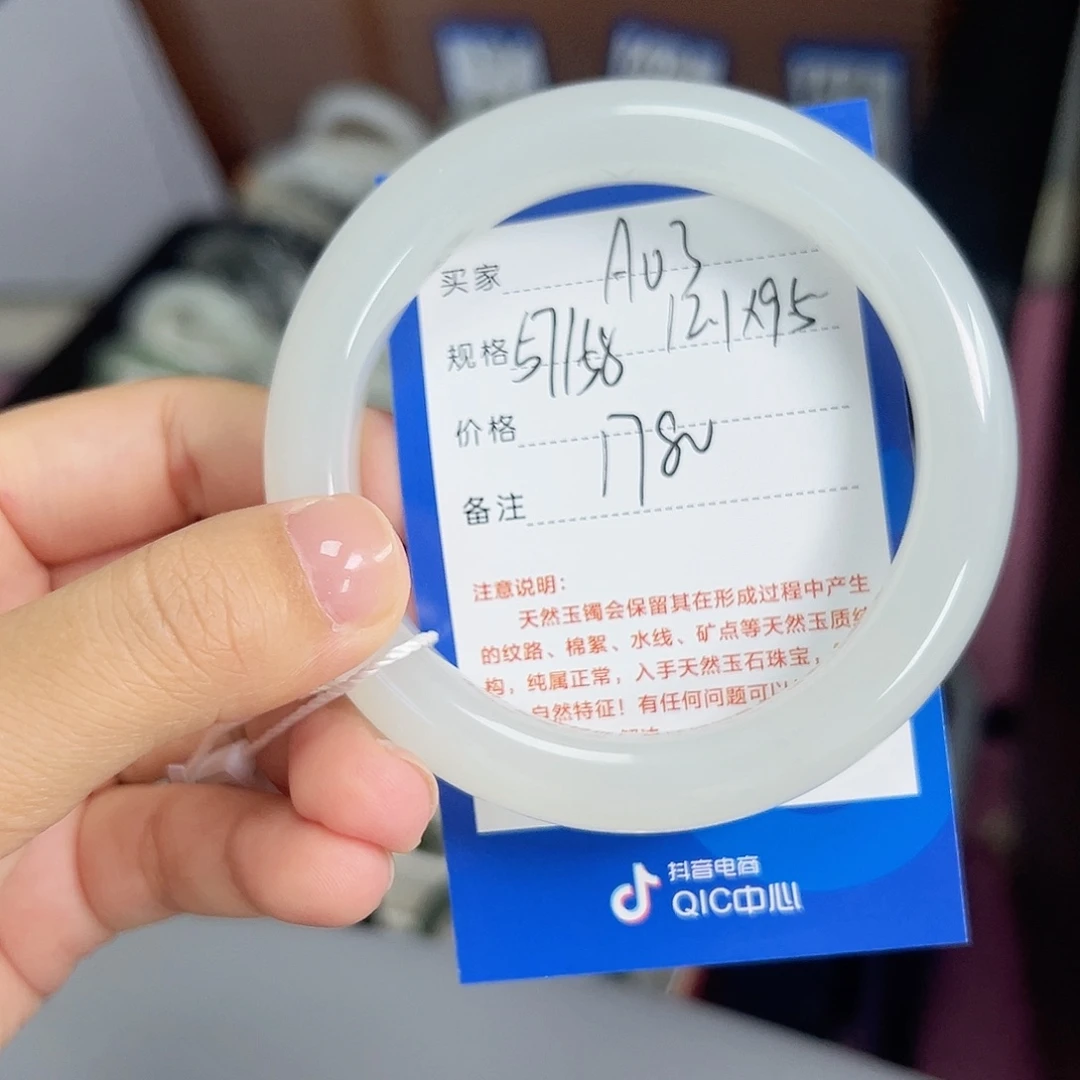 买家 A03
规格 57/58 12.1x9.5
价格 1780
备注
注意说明：
天然玉镯会保留其在形成过程中产生
的纹路、棉絮、水线、矿点等天然玉质结
构，纯属正常，入手天然玉石珠宝，
自然特征！有任何问题可以
抖音电商
QIC中心